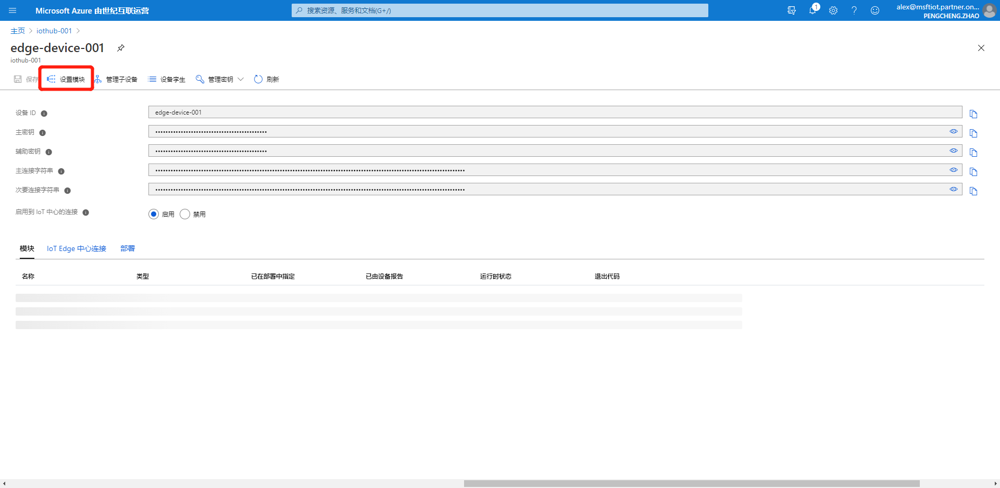 Microsoft Azure 由世纪互联运营
搜索资源、服务和文档(G+/)
1
alex@msftiot.partner.on...
PENGCHENG.ZHAO
主页 > iothub-001 >
edge-device-001
iothub-001
保存 设置模块 管理子设备 设备孪生 管理密钥 刷新
设备 ID edge-device-001
主密钥
辅助密钥
主连接字符串
次要连接字符串
启用到 IoT 中心的连接 启用 禁用
模块 IoT Edge 中心连接 部署
名称 类型 已在部署中指定 已由设备报告 运行时状态 退出代码